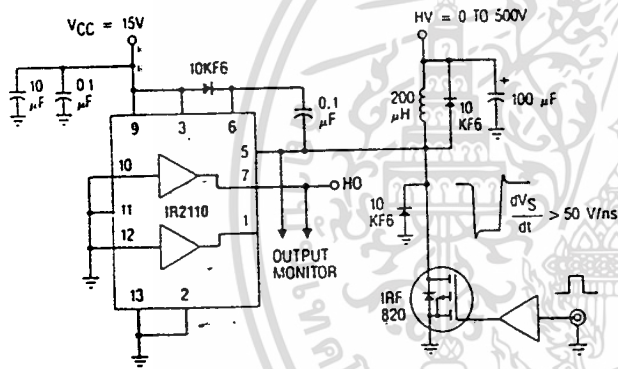 VCC = 15V
HV = 0 TO 500V
10 µF
0.1 µF
10KF6
0.1 µF
200 µH
10 KF6
+
100 µF
9
3
6
5
7
1
10
11
12
13
2
IR2110
HO
OUTPUT MONITOR
10 KF6
dVS/dt > 50 V/ns
IRF 820